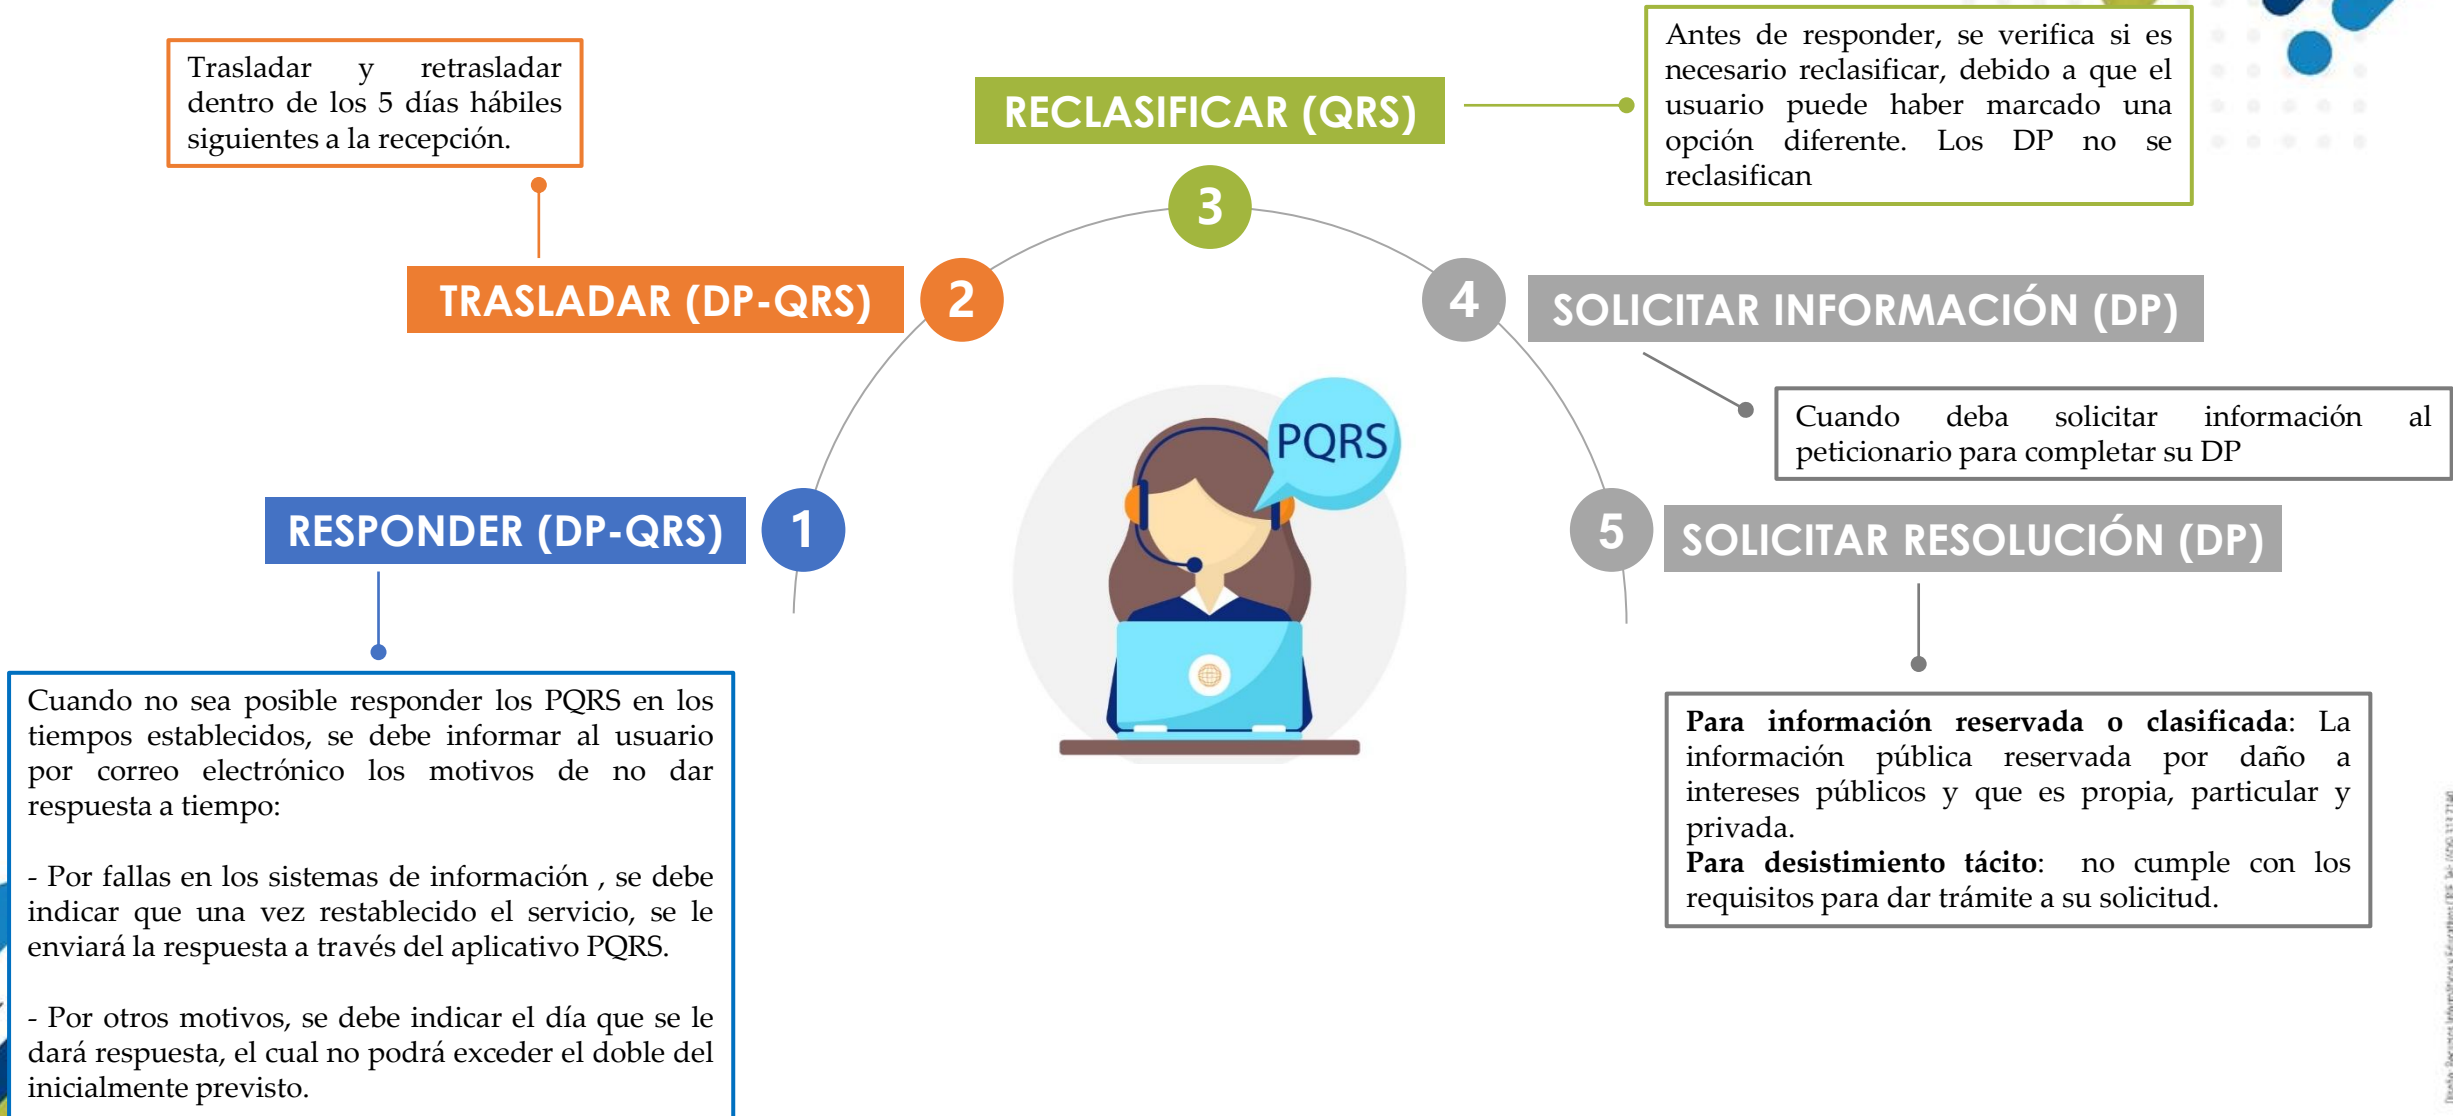 Trasladar y retrasladar
dentro de los 5 días hábiles
siguientes a la recepción.
TRASLADAR (DP-QRS)
2
RECLASIFICAR (QRS)
3
Antes de responder, se verifica si es
necesario reclasificar, debido a que el
usuario puede haber marcado una
opción diferente. Los DP no se
reclasifican
4
SOLICITAR INFORMACIÓN (DP)
Cuando deba solicitar información al
peticionario para completar su DP
PQRS
RESPONDER (DP-QRS)
1
Cuando no sea posible responder los PQRS en los
tiempos establecidos, se debe informar al usuario
por correo electrónico los motivos de no dar
respuesta a tiempo:
- Por fallas en los sistemas de información , se debe
indicar que una vez restablecido el servicio, se le
enviará la respuesta a través del aplicativo PQRS.
- Por otros motivos, se debe indicar el día que se le
dará respuesta, el cual no podrá exceder el doble del
inicialmente previsto.
5
SOLICITAR RESOLUCIÓN (DP)
Para información reservada o clasificada: La
información pública reservada por daño a
intereses públicos y que es propia, particular y
privada.
Para desistimiento tácito: no cumple con los
requisitos para dar trámite a su solicitud.